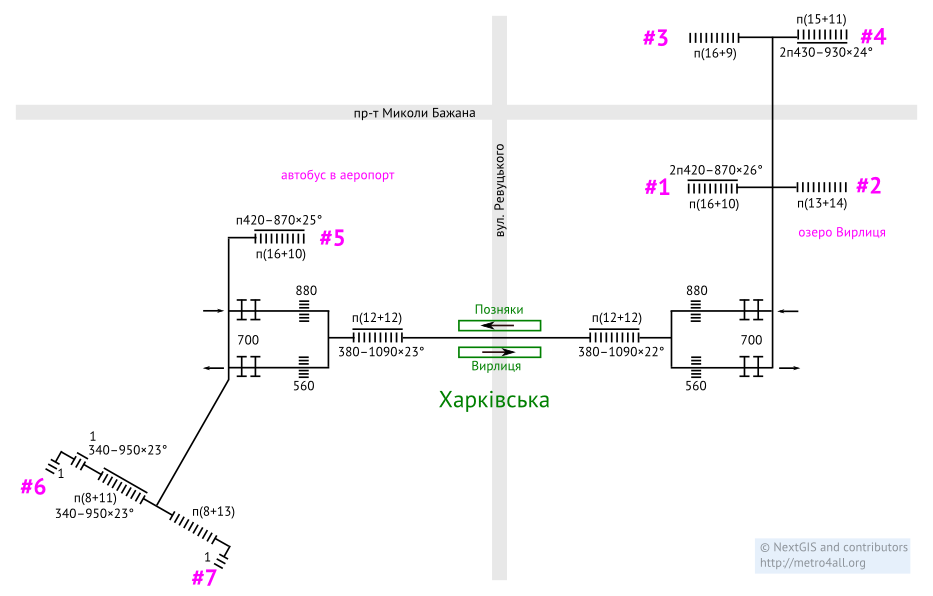 п(15+11)
#3
#4
п(16+9)
2п430–930×24°
пр-т Миколи Бажана
вул. Ревуцького
автобус в аеропорт
2п420–870×26°
#1
#2
п(16+10)
п(13+14)
п420–870×25°
#5
п(16+10)
озеро Вирлиця
880
880
Позняки
п(12+12)
п(12+12)
700
700
380–1090×23°
380–1090×22°
Вирлиця
560
560
Харківська
1
340–950×23°
1
#6
п(8+11)
340–950×23°
п(8+13)
1
#7
© NextGIS and contributors
http://metro4all.org